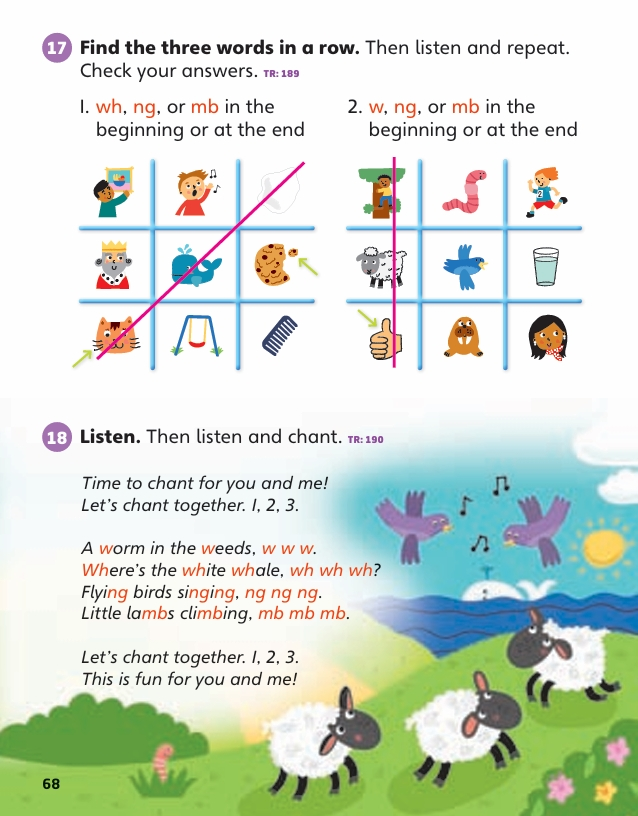 17 Find the three words in a row. Then listen and repeat.
Check your answers. TR: 189
1. wh, ng, or mb in the
beginning or at the end
2. w, ng, or mb in the
beginning or at the end
2
18 Listen. Then listen and chant. TR: 190
Time to chant for you and me!
Let's chant together. 1, 2, 3.
A worm in the weeds, w w w.
Where's the white whale, wh wh wh?
Flying birds singing, ng ng ng.
Little lambs climbing, mb mb mb.
Let's chant together. 1, 2, 3.
This is fun for you and me!
68